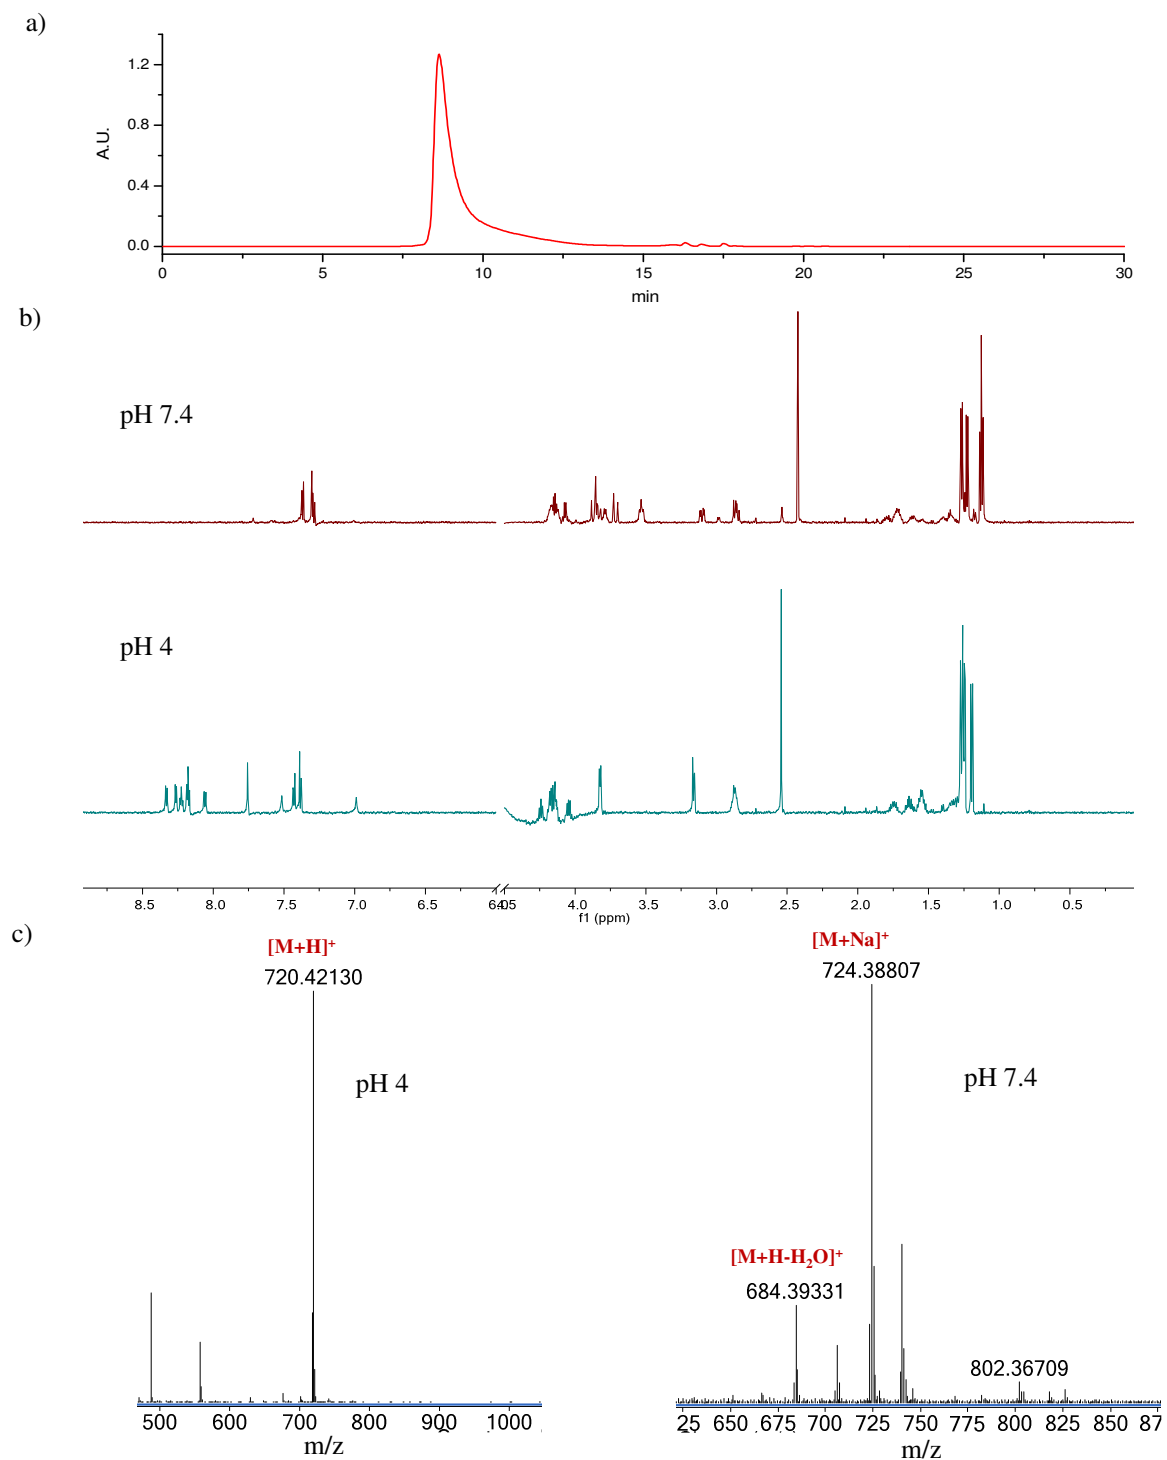 a)
1.2
0.8
0.4
0.0
A.U.
0 5 10 15 20 25 30
min
b)
pH 7.4
pH 4
8.5 8.0 7.5 7.0 6.5 4.0 3.5 3.0 2.5 2.0 1.5 1.0 0.5
f1 (ppm)
c)
[M+H]+
720.42130
pH 4
500 600 700 800 900 1000
m/z
[M+Na]+
724.38807
pH 7.4
[M+H-H₂O]+
684.39331
802.36709
25 650 675 700 725 750 775 800 825 850 87
m/z